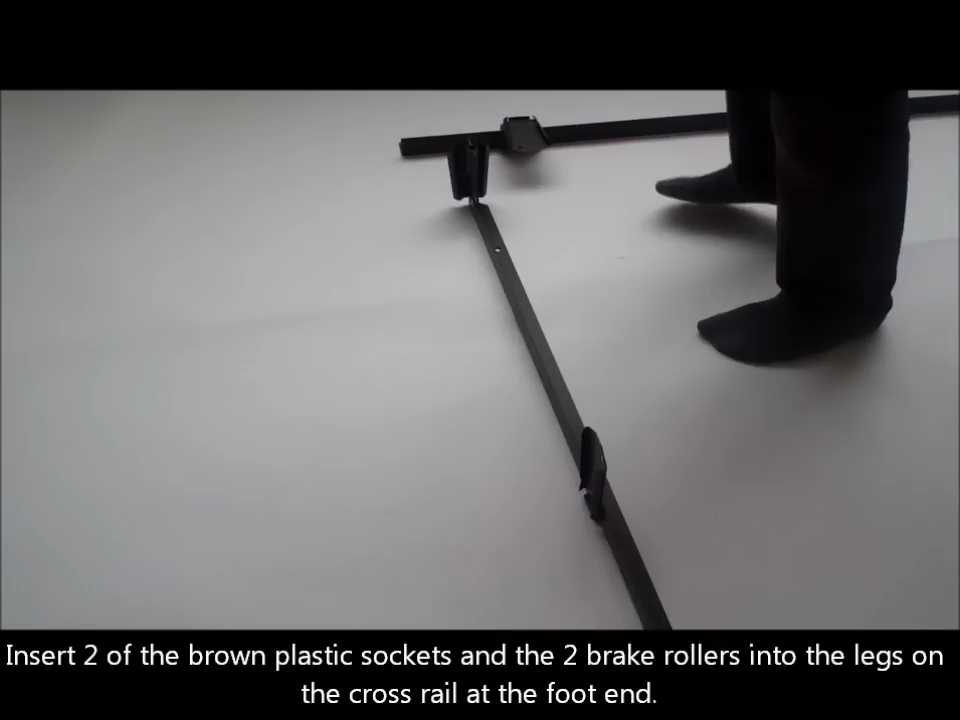 Insert 2 of the brown plastic sockets and the 2 brake rollers into the legs on
the cross rail at the foot end.